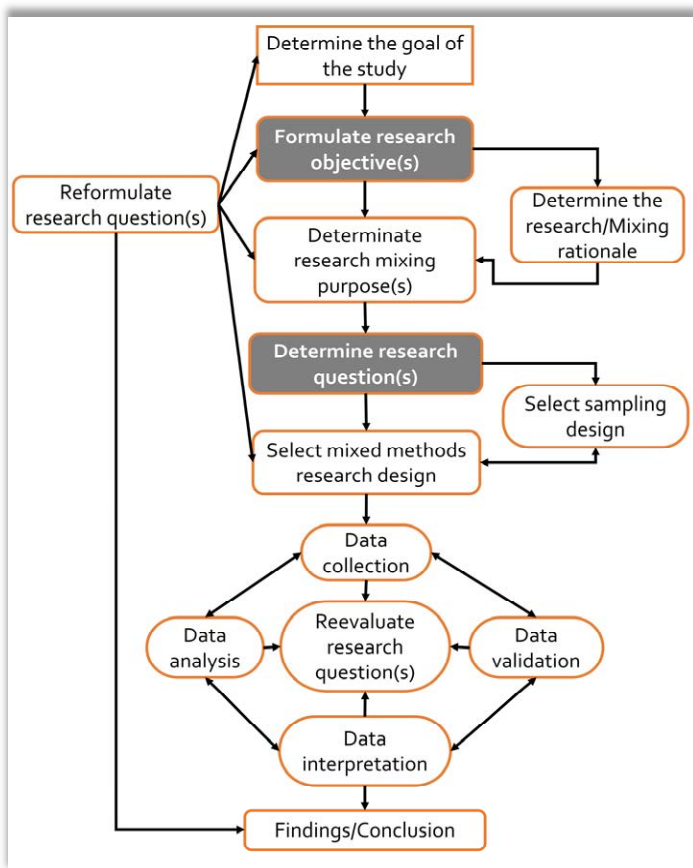 Determine the goal of
the study
Formulate research
objective(s)
Reformulate
research question(s)
Determine the
research/Mixing
rationale
Determinate
research mixing
purpose(s)
Determine research
question(s)
Select sampling
design
Select mixed methods
research design
Data
collection
Data
analysis
Reevaluate
research
question(s)
Data
validation
Data
interpretation
Findings/Conclusion